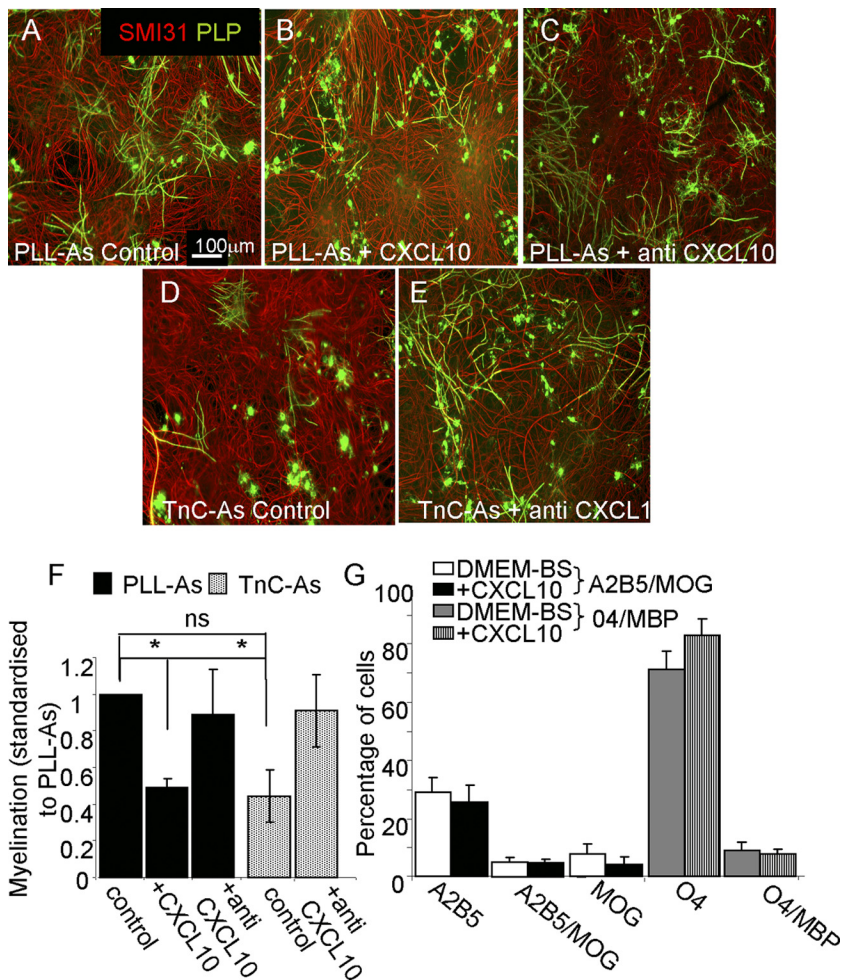 A
SMI31 PLP
B
C
PLL-As Control
100µm
PLL-As + CXCL10
PLL-As + anti CXCL10
D
E
TnC-As Control
TnC-As + anti CXCL1
F
PLL-As
TnC-As
ns
*
*
Myelination (standardised
to PLL-As)
1.2
1
0.8
0.6
0.4
0.2
0
control
+CXCL10
+anti
CXCL10
control
+anti
CXCL10
G
DMEM-BS
+CXCL10
A2B5/MOG
DMEM-BS
+CXCL10
04/MBP
Percentage of cells
100
80
60
40
20
0
A2B5
A2B5/MOG
MOG
O4
O4/MBP